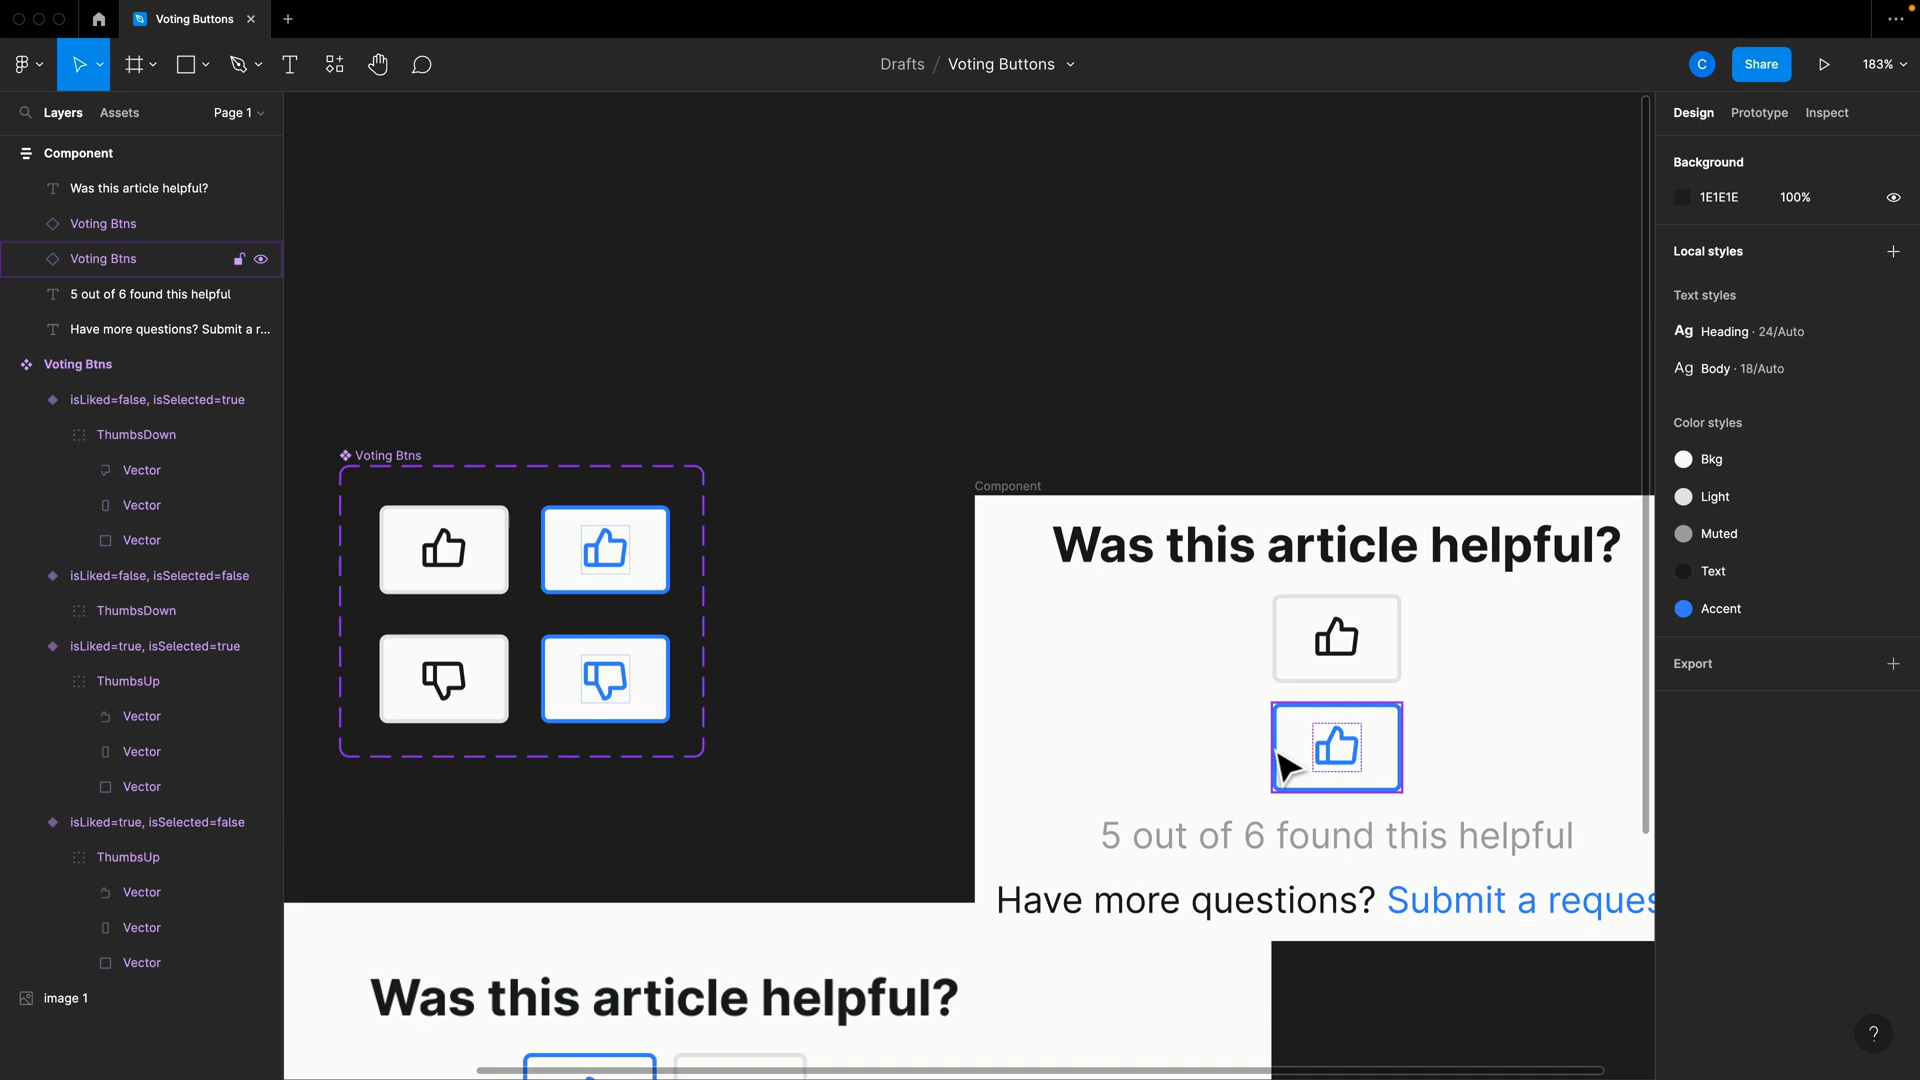 Voting Buttons
Drafts / Voting Buttons
C
Share
183%
Layers
Assets
Page 1
Component
Was this article helpful?
Voting Btns
Voting Btns
5 out of 6 found this helpful
Have more questions? Submit a r...
Voting Btns
isLiked=false, isSelected=true
ThumbsDown
Vector
Vector
Vector
isLiked=false, isSelected=false
ThumbsDown
isLiked=true, isSelected=true
ThumbsUp
Vector
Vector
Vector
isLiked=true, isSelected=false
ThumbsUp
Vector
Vector
Vector
image 1
Voting Btns
Component
Was this article helpful?
5 out of 6 found this helpful
Have more questions? Submit a reques
Was this article helpful?
Design
Prototype
Inspect
Background
1E1E1E
100%
Local styles
Text styles
Ag Heading · 24/Auto
Ag Body · 18/Auto
Color styles
Bkg
Light
Muted
Text
Accent
Export
?